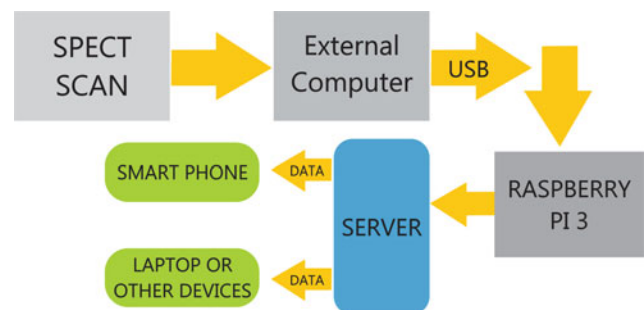 SPECT
SCAN
External
Computer
USB
RASPBERRY
PI 3
SERVER
DATA
SMART PHONE
DATA
LAPTOP OR
OTHER DEVICES